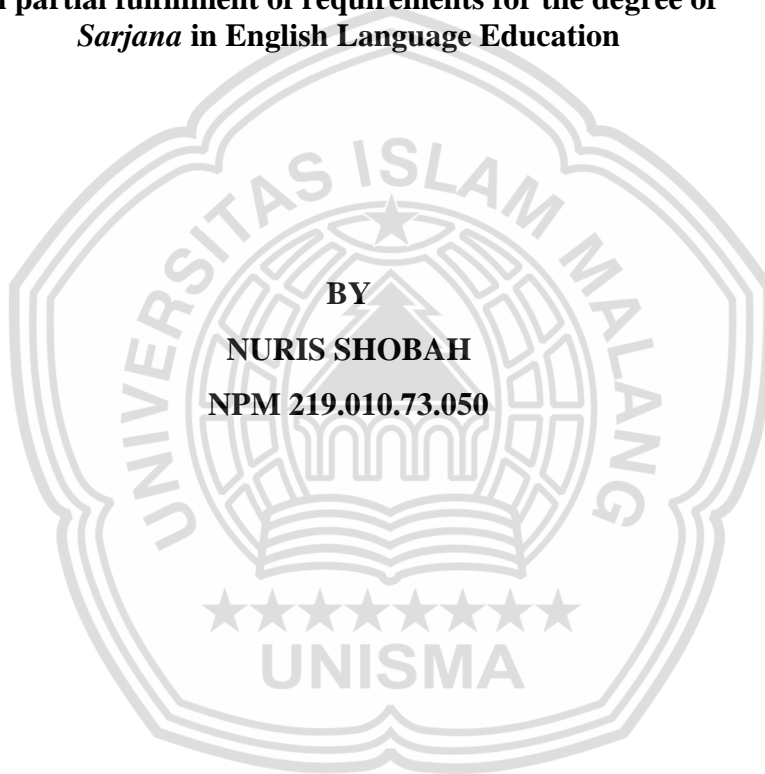 partial fulfillment of requirements for the degree of
Sarjana in English Language Education
UNIVERSITAS ISLAM MALANG
BY
NURIS SHOBAH
NPM 219.010.73.050
UNISMA